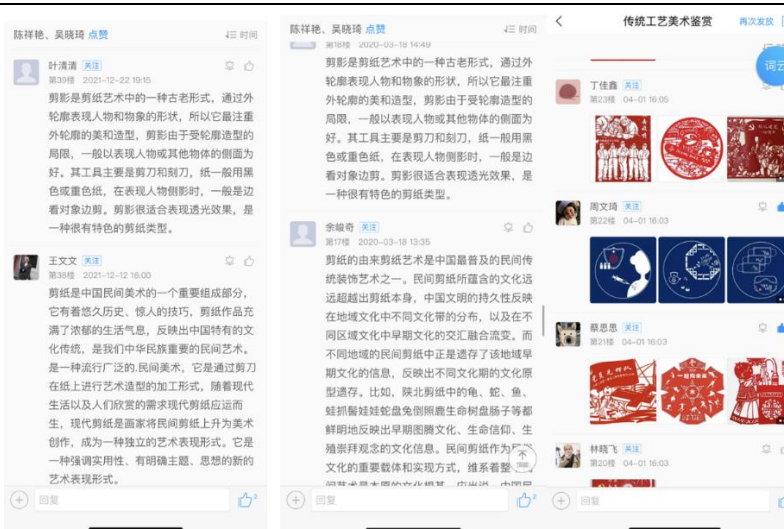 陈祥艳、吴晓琦 点赞
时间
叶清清 关注
第39楼 2021-12-22 19:15
剪影是剪纸艺术中的一种古老形式，通过外
轮廓表现人物和物象的形状，所以它最注重
外轮廓的美和造型，剪影由于受轮廓造型的
局限，一般以表现人物或其他物体的侧面为
好。其工具主要是剪刀和刻刀，纸一般用黑
色或重色纸，在表现人物侧影时，一般是边
看对象边剪。剪影很适合表现透光效果，是
一种很有特色的剪纸类型。
王文文 关注
第38楼 2021-12-12 16:00
剪纸是中国民间美术的一个重要组成部分，
它有着悠久历史、惊人的技巧，剪纸作品充
满了浓郁的生活气息，反映出中国特有的文
化传统，是我们中华民族重要的民间艺术。
是一种流行广泛的.民间美术，它是通过剪刀
在纸上进行艺术造型的加工形式，随着现代
生活以及人们欣赏的需求现代剪纸应运而
生，现代剪纸是画家将民间剪纸上升为美术
创作，成为一种独立的艺术表现形式。它是
一种强调实用性、有明确主题、思想的新的
艺术表现形式。
回复
2
陈祥艳、吴晓琦 点赞
时间
第18楼 2020-03-18 14:49
剪影是剪纸艺术中的一种古老形式，通过外
轮廓表现人物和物象的形状，所以它最注重
外轮廓的美和造型，剪影由于受轮廓造型的
局限，一般以表现人物或其他物体的侧面为
好。其工具主要是剪刀和刻刀，纸一般用黑
色或重色纸，在表现人物侧影时，一般是边
看对象边剪。剪影很适合表现透光效果，是
一种很有特色的剪纸类型。
余峻奇 关注
第17楼 2020-03-18 13:35
剪纸的由来剪纸艺术是中国最普及的民间传
统装饰艺术之一。民间剪纸所蕴含的文化远
远超越出剪纸本身，中国文明的持久性反映
在地域文化中不同文化带的分布，以及在不
同区域文化中早期文化的交汇融合流变。而
不同地域的民间剪纸中正是遗存了该地域早
期文化的信息，反映出不同文化期的文化原
型遗存。比如，陕北剪纸中的龟、蛇、鱼、
蛙抓髻娃娃蛇盘兔倒照鹿生命树盘肠子等都
鲜明地反映出早期图腾文化、生命信仰、生
殖崇拜观念的文化信息。民间剪纸作为
文化的重要载体和实现方式，维系着整
顶部
回复
2
传统工艺美术鉴赏
再次发放
词云
丁佳鑫 关注
第23楼 04-01 16:05
周文琦 关注
第22楼 04-01 16:03
蔡思思 关注
第21楼 04-01 16:03
林晓飞 关注
第20楼 04-01 16:03
回复